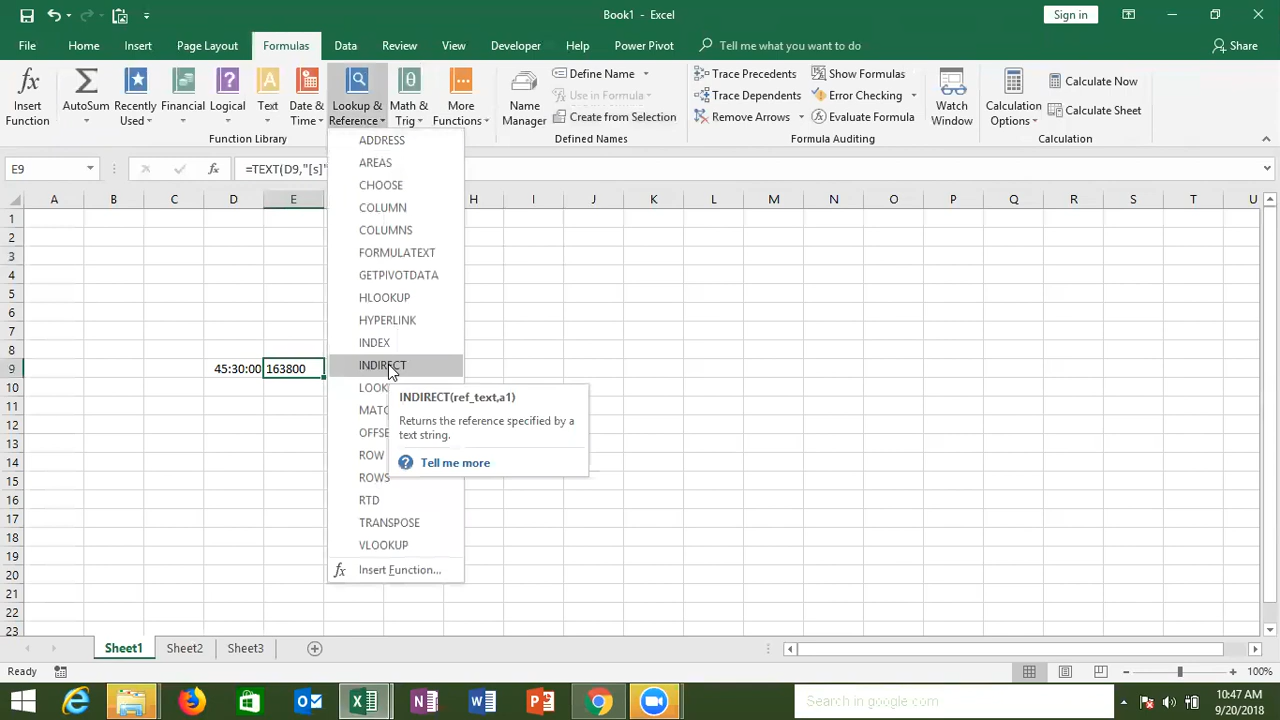 Book1 - Excel
Sign in
File Home Insert Page Layout Formulas Data Review View Developer Help Power Pivot Tell me what you want to do Share
Insert Function
AutoSum
Recently Used
Financial
Logical
Text
Date & Time
Lookup & Reference
Math & Trig
More Functions
Function Library
Name Manager
Define Name
Use in Formula
Create from Selection
Defined Names
Trace Precedents
Trace Dependents
Remove Arrows
Show Formulas
Error Checking
Evaluate Formula
Formula Auditing
Watch Window
Calculation Options
Calculate Now
Calculate Sheet
Calculation
E9
fx
=TEXT(D9,"[s]"
A B C D E H I J K L M N O P Q R S T U
1
2
3
4
5
6
7
8
9 45:30:00 163800
10
11
12
13
14
15
16
17
18
19
20
21
22
23
ADDRESS
AREAS
CHOOSE
COLUMN
COLUMNS
FORMULATEXT
GETPIVOTDATA
HLOOKUP
HYPERLINK
INDEX
INDIRECT
LOOK
MATC
OFFSE
ROW
ROWS
RTD
TRANSPOSE
VLOOKUP
fx Insert Function...
INDIRECT(ref_text,a1)
Returns the reference specified by a
text string.
? Tell me more
Sheet1 Sheet2 Sheet3
Ready
100%
Search in google.com
10:47 AM
9/20/2018